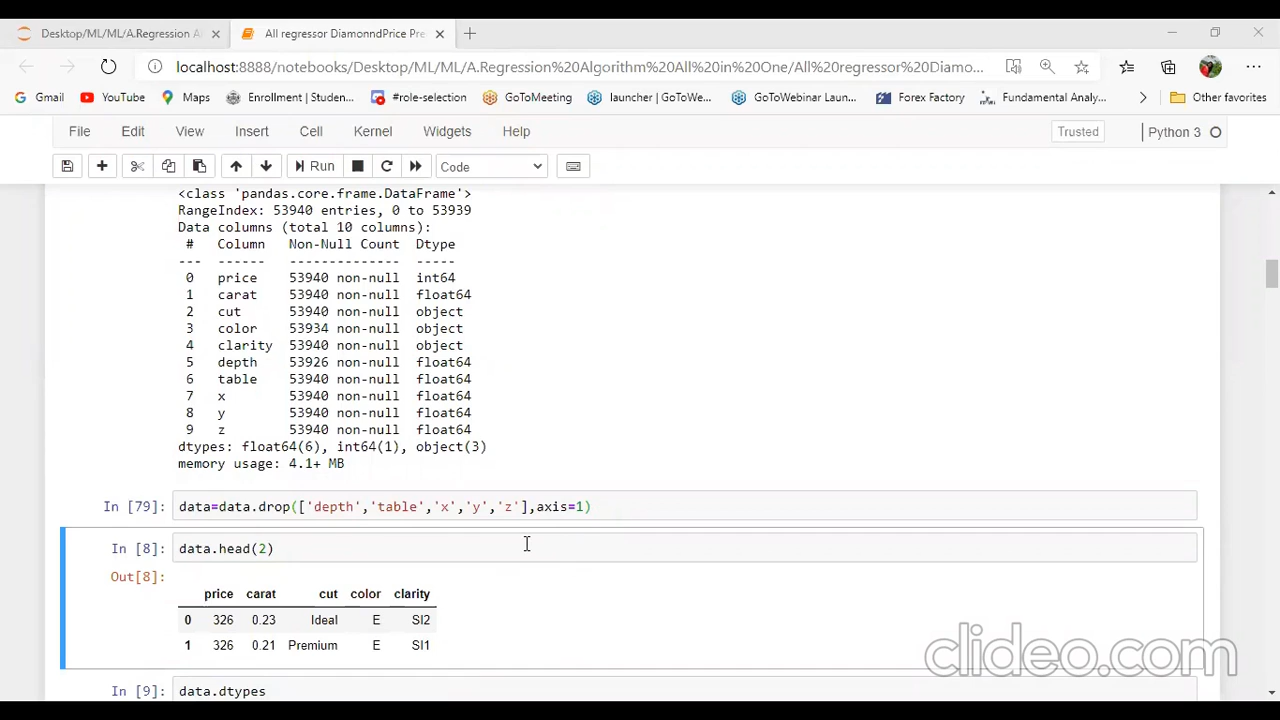 Desktop/ML/ML/A.Regression A
All regressor DiamonndPrice Pre
localhost:8888/notebooks/Desktop/ML/ML/A.Regression%20Algorithm%20All%20in%20One/All%20regressor%20Diamo...
Gmail YouTube Maps Enrollment | Studen... #role-selection GoToMeeting launcher | GoToWe... GoToWebinar Laun... Forex Factory Fundamental Analy... Other favorites
File Edit View Insert Cell Kernel Widgets Help Trusted Python 3
Run Code
<class 'pandas.core.frame.DataFrame'>
RangeIndex: 53940 entries, 0 to 53939
Data columns (total 10 columns):
# Column Non-Null Count Dtype
--- ------ -------------- -----
0 price 53940 non-null int64
1 carat 53940 non-null float64
2 cut 53940 non-null object
3 color 53934 non-null object
4 clarity 53940 non-null object
5 depth 53926 non-null float64
6 table 53940 non-null float64
7 x 53940 non-null float64
8 y 53940 non-null float64
9 z 53940 non-null float64
dtypes: float64(6), int64(1), object(3)
memory usage: 4.1+ MB
In [79]: data=data.drop(['depth','table','x','y','z'],axis=1)
In [8]: data.head(2)
Out[8]:
price carat cut color clarity
0 326 0.23 Ideal E SI2
1 326 0.21 Premium E SI1
clideo.com
In [9]: data.dtypes